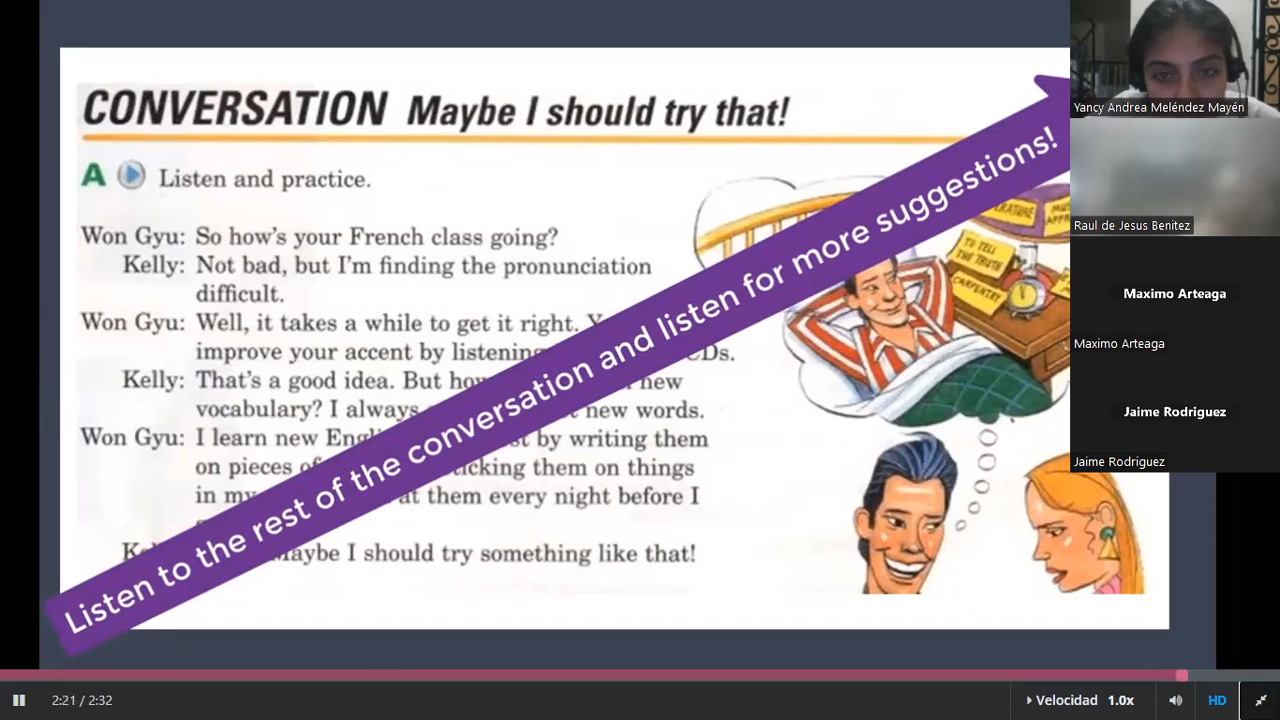 CONVERSATION Maybe I should try that!
A Listen and practice.
Won Gyu: So how's your French class going?
Kelly: Not bad, but I'm finding the pronunciation
difficult.
Won Gyu: Well, it takes a while to get it right.
improve your accent by listening CDs.
Kelly: That's a good idea. But how new
vocabulary? I always new words.
Won Gyu: I learn new by writing them
on pieces sticking them on things
in my at them every night before I
Maybe I should try something like that!
Listen to the rest of the conversation and listen for more suggestions!
TO TELL
THE TRUTH
CARPENTRY
Yancy Andrea Meléndez Mayén
Raul de Jesus Benitez
Maximo Arteaga
Maximo Arteaga
Jaime Rodriguez
Jaime Rodriguez
2:21 / 2:32
Velocidad 1.0x
HD